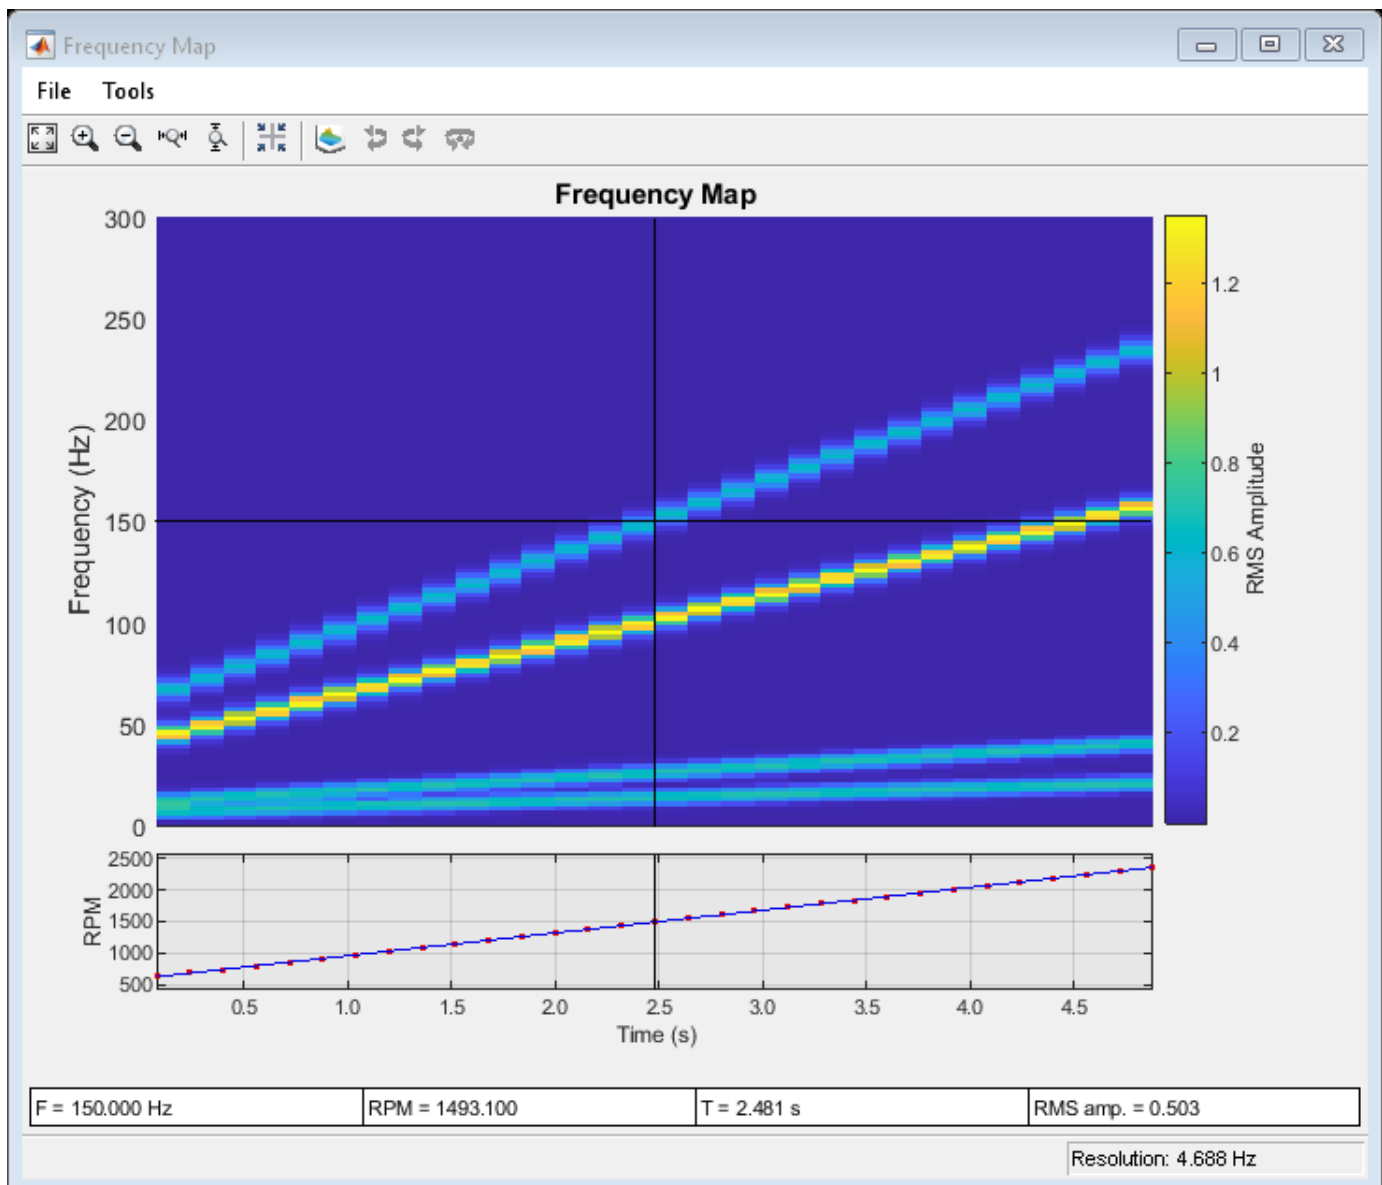 Frequency Map
File Tools
Frequency Map
300
250
200
150
100
50
0
Frequency (Hz)
1.2
1
0.8
0.6
0.4
0.2
RMS Amplitude
2500
2000
1500
1000
500
RPM
0.5 1.0 1.5 2.0 2.5 3.0 3.5 4.0 4.5
Time (s)
F = 150.000 Hz RPM = 1493.100 T = 2.481 s RMS amp. = 0.503
Resolution: 4.688 Hz